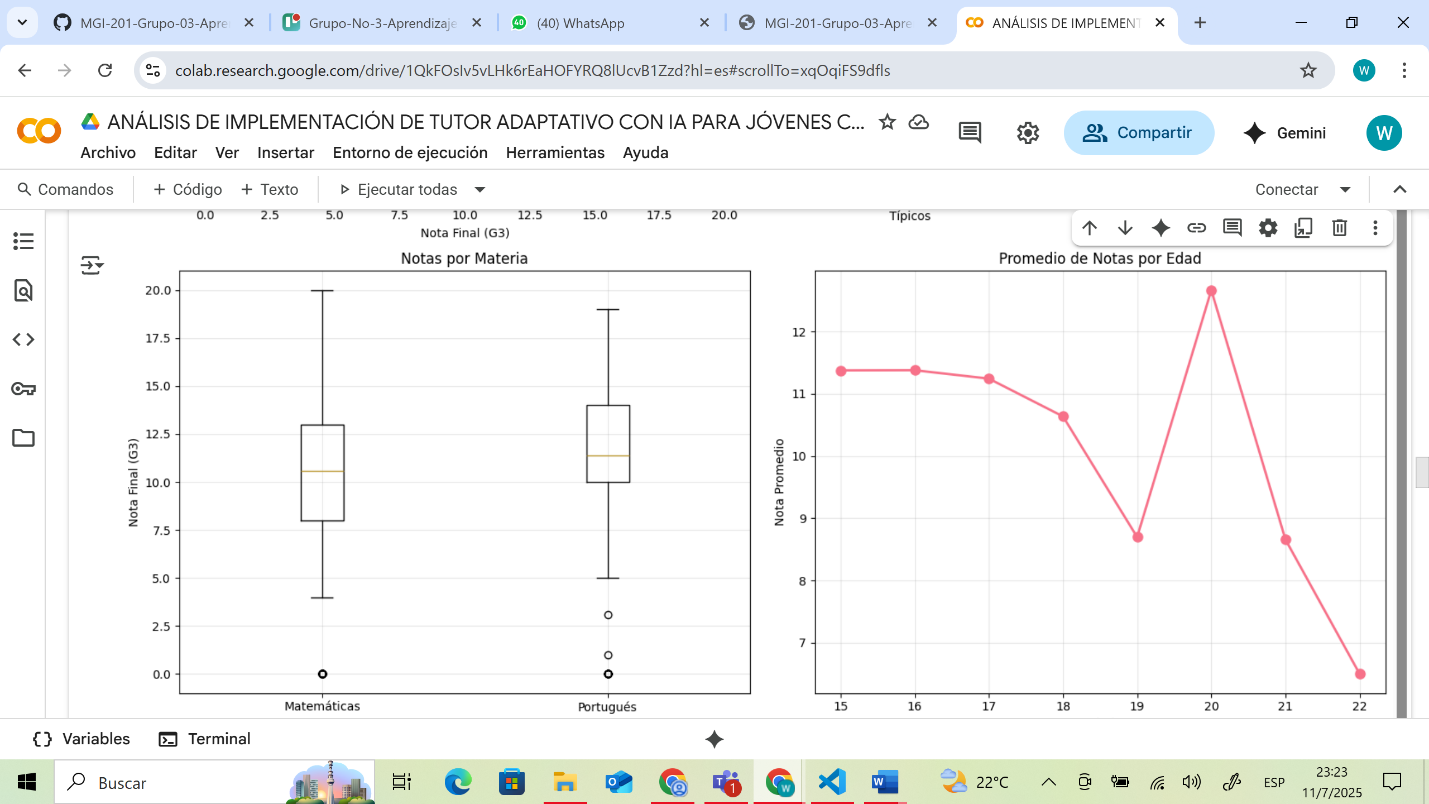 MGI-201-Grupo-03-Apre
Grupo-No-3-Aprendizaje
(40) WhatsApp
MGI-201-Grupo-03-Apre
ANÁLISIS DE IMPLEMENT
colab.research.google.com/drive/1QkFOsIv5vLHk6rEaHOFYRQ8lUcvB1Zzd?hl=es#scrollTo=xqOqiFS9dfls
W
ANÁLISIS DE IMPLEMENTACIÓN DE TUTOR ADAPTATIVO CON IA PARA JÓVENES C...
Compartir
Gemini
W
Archivo Editar Ver Insertar Entorno de ejecución Herramientas Ayuda
Comandos + Código + Texto Ejecutar todas Conectar
0.0 2.5 5.0 7.5 10.0 12.5 15.0 17.5 20.0
Nota Final (G3)
Típicos
Notas por Materia
Nota Final (G3)
20.0
17.5
15.0
12.5
10.0
7.5
5.0
2.5
0.0
Matemáticas Portugués
Promedio de Notas por Edad
Nota Promedio
12
11
10
9
8
7
15 16 17 18 19 20 21 22
Variables Terminal
Buscar
1
W
22°C
ESP
23:23
11/7/2025